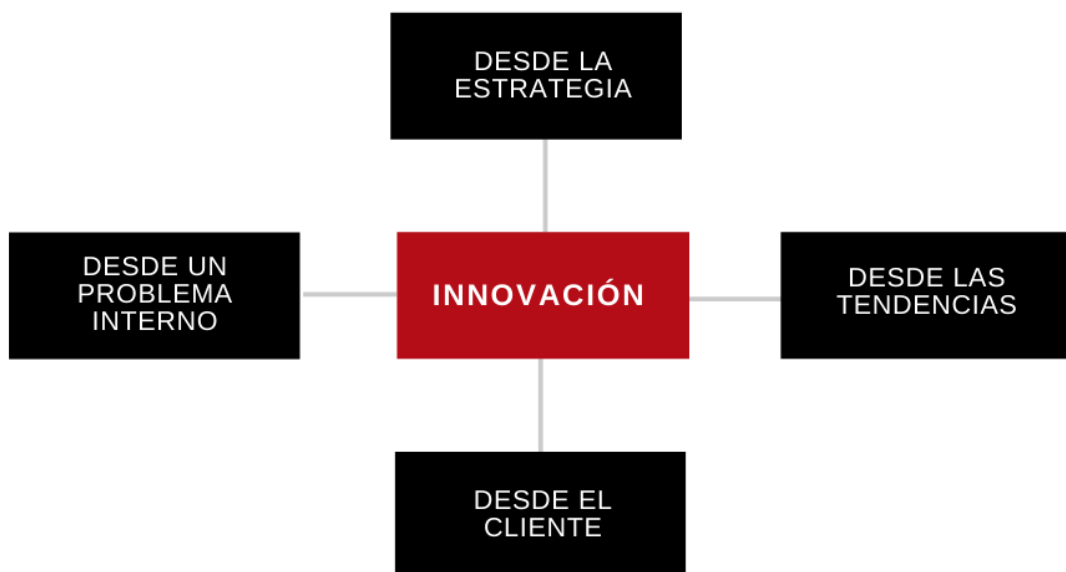 DESDE LA
ESTRATEGIA
DESDE UN
PROBLEMA
INTERNO
INNOVACIÓN
DESDE LAS
TENDENCIAS
DESDE EL
CLIENTE